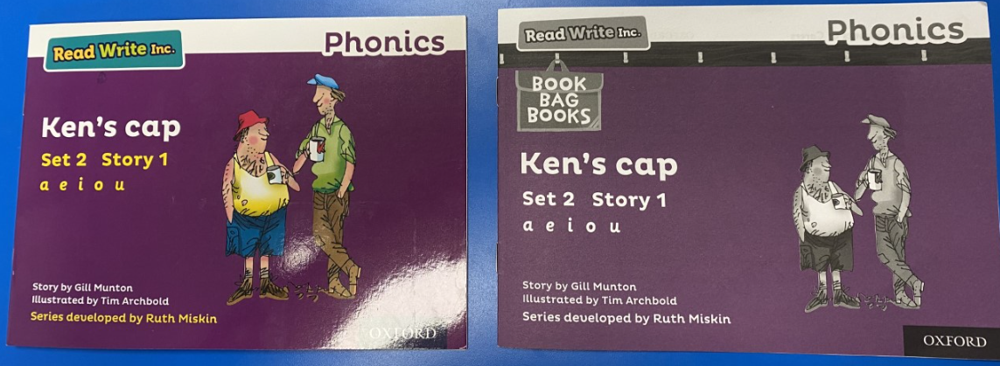 Read Write Inc.
Phonics
Ken's cap
Set 2 Story 1
a e i o u
Story by Gill Munton
Illustrated by Tim Archbold
Series developed by Ruth Miskin
OXFORD
Read Write Inc.
Phonics
BOOK
BAG
BOOKS
Ken's cap
Set 2 Story 1
a e i o u
Story by Gill Munton
Illustrated by Tim Archbold
Series developed by Ruth Miskin
OXFORD